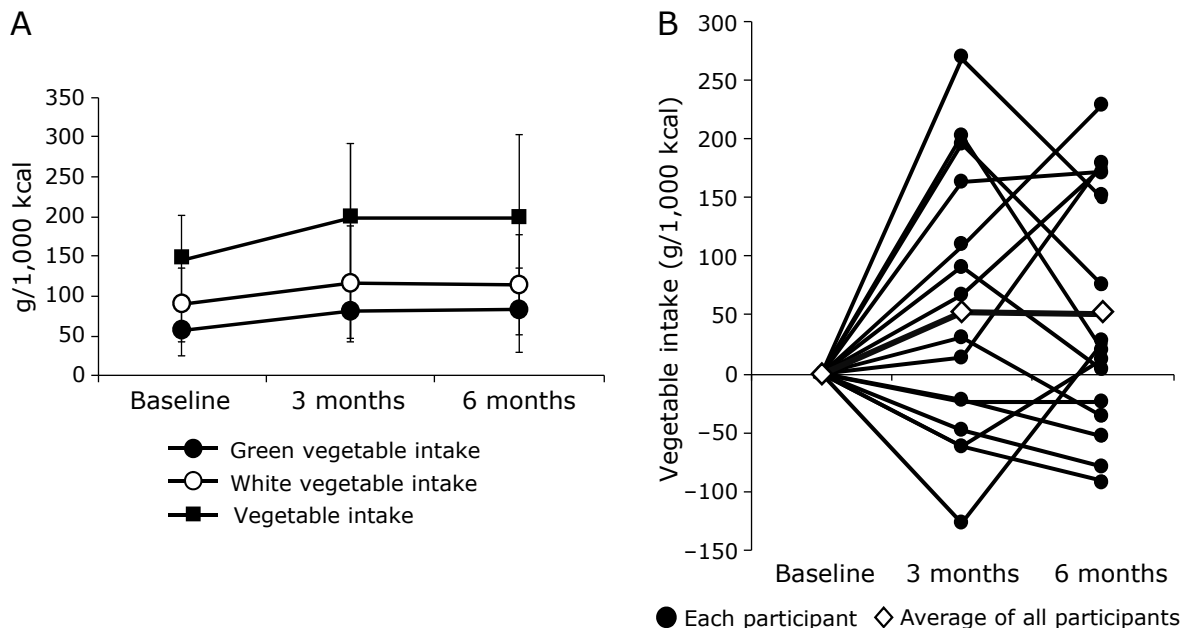 A
g/1,000 kcal
350
300
250
200
150
100
50
0
Baseline 3 months 6 months
Green vegetable intake
White vegetable intake
Vegetable intake
B
Vegetable intake (g/1,000 kcal)
300
250
200
150
100
50
0
−50
−100
−150
Baseline 3 months 6 months
Each participant Average of all participants